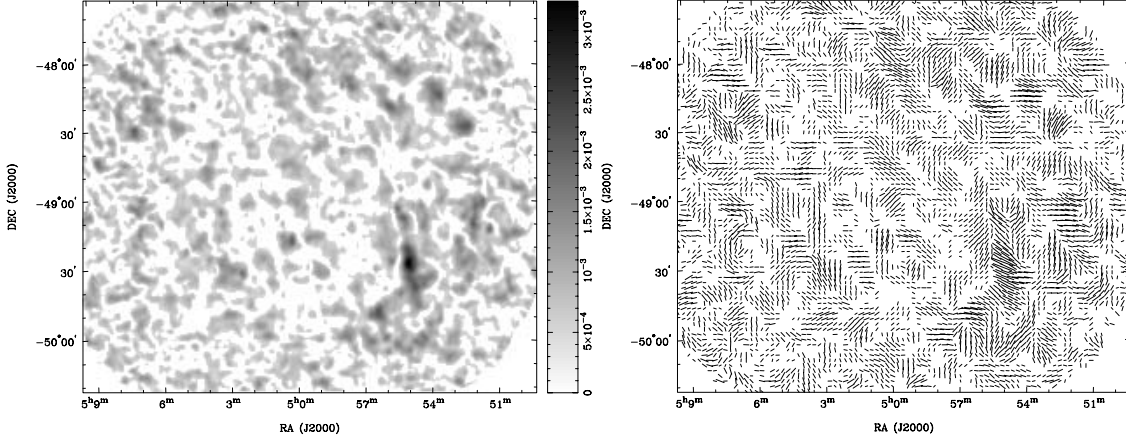 −48°00'
30'
−49°00'
30'
−50°00'
DEC (J2000)
5ʰ9ᵐ 6ᵐ 3ᵐ 5ʰ0ᵐ 57ᵐ 54ᵐ 51ᵐ
RA (J2000)
3×10⁻³
2.5×10⁻³
2×10⁻³
1.5×10⁻³
10⁻³
5×10⁻⁴
0
−48°00'
30'
−49°00'
30'
−50°00'
DEC (J2000)
5ʰ9ᵐ 6ᵐ 3ᵐ 5ʰ0ᵐ 57ᵐ 54ᵐ 51ᵐ
RA (J2000)